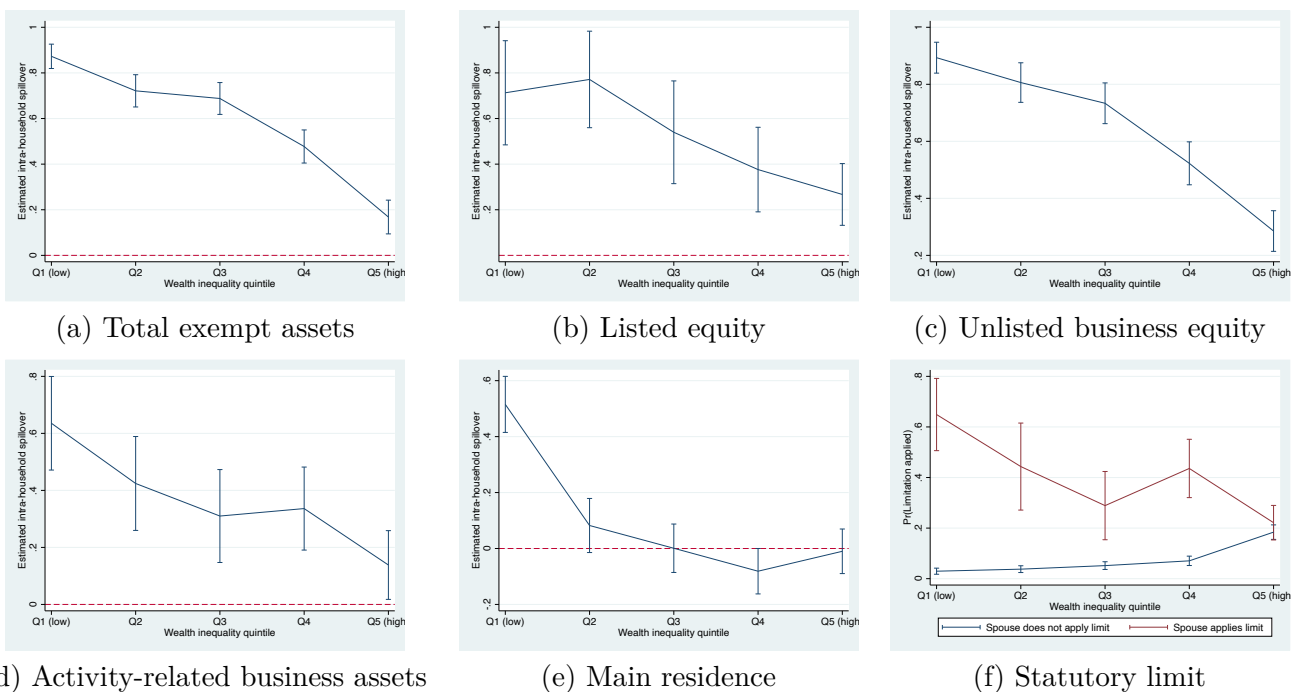 Estimated intra-household spillover
1
.8
.6
.4
.2
0
Q1 (low) Q2 Q3 Q4 Q5 (high
Wealth inequality quintile
(a) Total exempt assets
Estimated intra-household spillover
1
.8
.6
.4
.2
Q1 (low) Q2 Q3 Q4 Q5 (high
Wealth inequality quintile
(b) Listed equity
Estimated intra-household spillover
1
.8
.6
.4
.2
Q1 (low) Q2 Q3 Q4 Q5 (high
Wealth inequality quintile
(c) Unlisted business equity
Estimated intra-household spillover
.8
.6
.4
.2
0
Q1 (low) Q2 Q3 Q4 Q5 (high
Wealth inequality quintile
d) Activity-related business assets
Estimated intra-household spillover
.6
.4
.2
0
-.2
Q1 (low) Q2 Q3 Q4 Q5 (high
Wealth inequality quintile
(e) Main residence
Pr(Limitation applied)
.8
.6
.4
.2
0
Q1 (low) Q2 Q3 Q4 Q5 (high
Wealth inequality quintile
Spouse does not apply limit Spouse applies limit
(f) Statutory limit